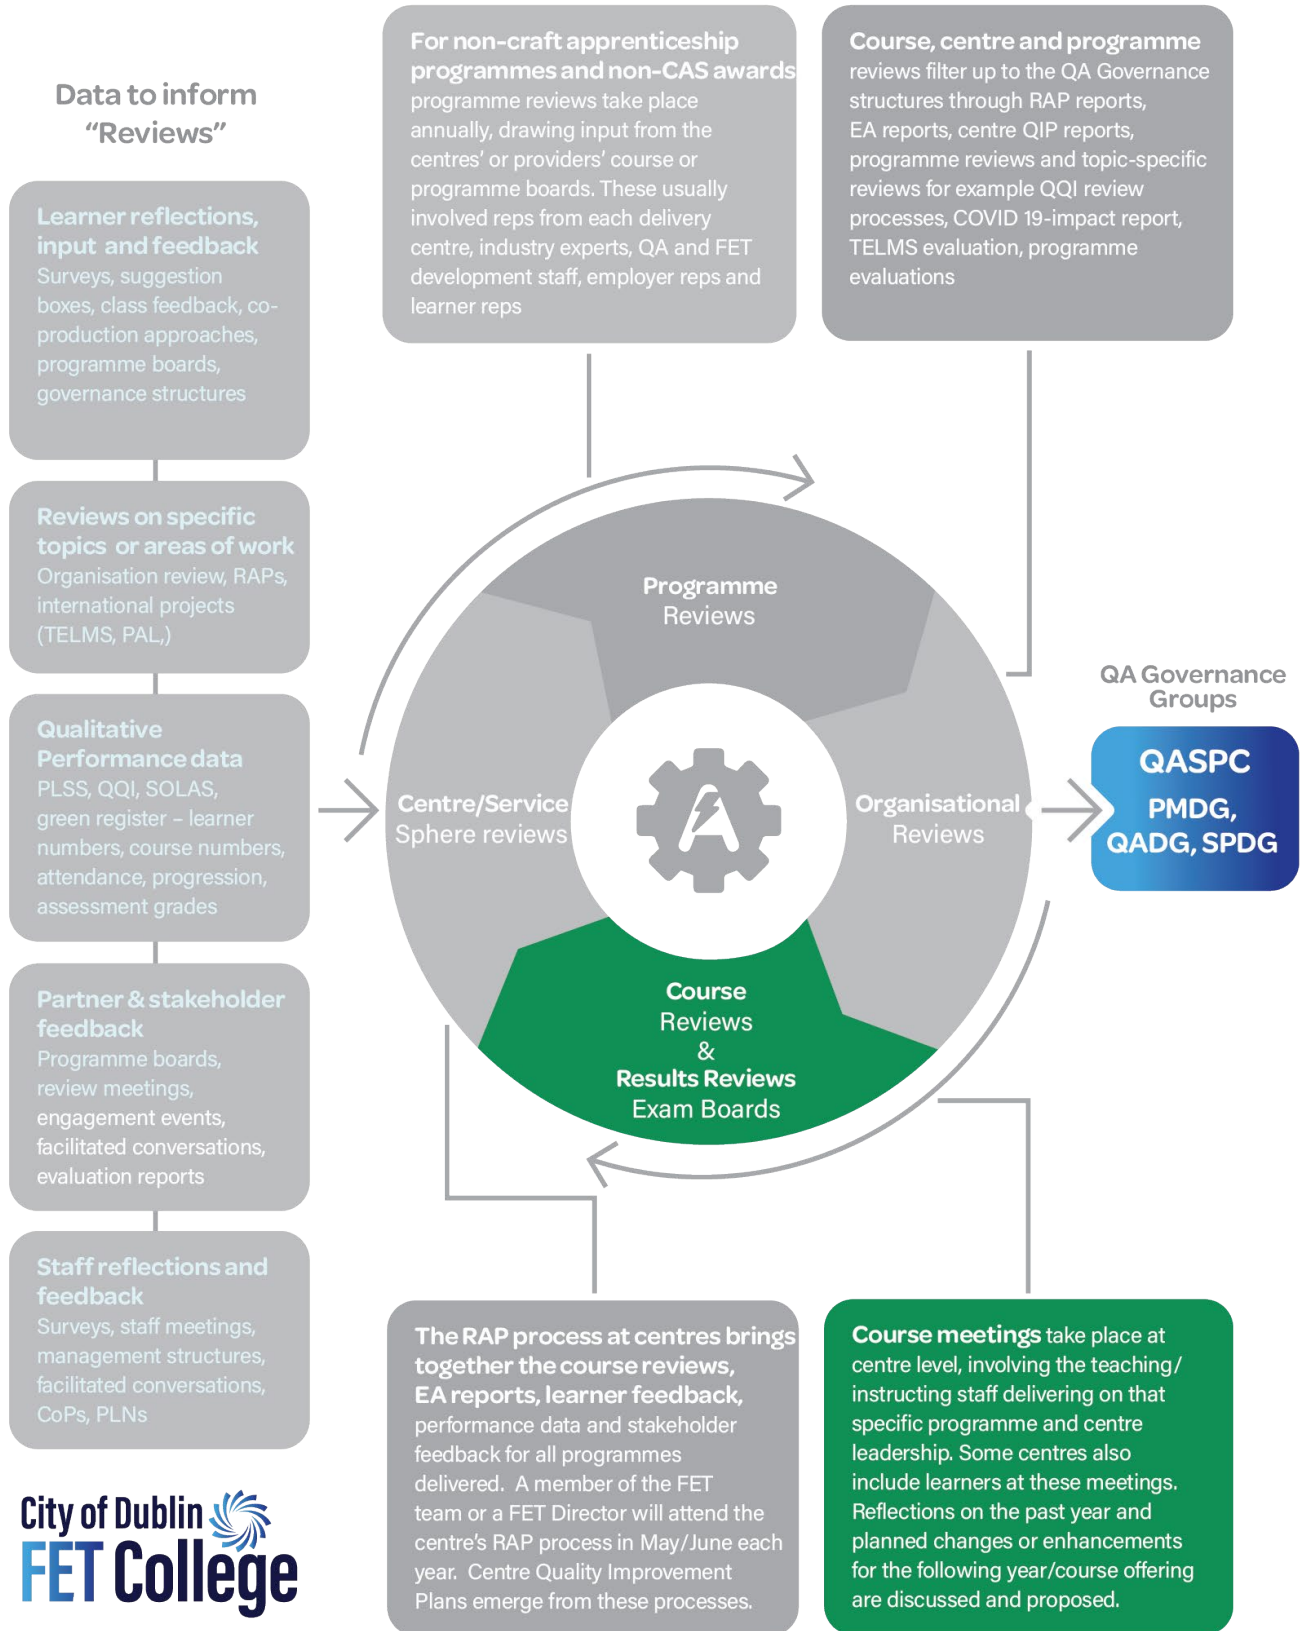 Data to inform
“Reviews”
Learner reflections,
input and feedback
Surveys, suggestion
boxes, class feedback, co-
production approaches,
programme boards,
governance structures
Reviews on specific
topics or areas of work
Organisation review, RAPs,
international projects
(TELMS, PAL,)
Qualitative
Performance data
PLSS, QQI, SOLAS,
green register – learner
numbers, course numbers,
attendance, progression,
assessment grades
Partner & stakeholder
feedback
Programme boards,
review meetings,
engagement events,
facilitated conversations,
evaluation reports
Staff reflections and
feedback
Surveys, staff meetings,
management structures,
facilitated conversations,
CoPs, PLNs
For non-craft apprenticeship
programmes and non-CAS awards
programme reviews take place
annually, drawing input from the
centres’ or providers’ course or
programme boards. These usually
involved reps from each delivery
centre, industry experts, QA and FET
development staff, employer reps and
learner reps
Course, centre and programme
reviews filter up to the QA Governance
structures through RAP reports,
EA reports, centre QIP reports,
programme reviews and topic-specific
reviews for example QQI review
processes, COVID 19-impact report,
TELMS evaluation, programme
evaluations
Programme
Reviews
Centre/Service
Sphere reviews
A
Organisational
Reviews
Course
Reviews
&
Results Reviews
Exam Boards
QA Governance
Groups
QASPC
PMDG,
QADG, SPDG
The RAP process at centres brings
together the course reviews,
EA reports, learner feedback,
performance data and stakeholder
feedback for all programmes
delivered. A member of the FET
team or a FET Director will attend the
centre’s RAP process in May/June each
year. Centre Quality Improvement
Plans emerge from these processes.
Course meetings take place at
centre level, involving the teaching/
instructing staff delivering on that
specific programme and centre
leadership. Some centres also
include learners at these meetings.
Reflections on the past year and
planned changes or enhancements
for the following year/course offering
are discussed and proposed.
City of Dublin
FET College